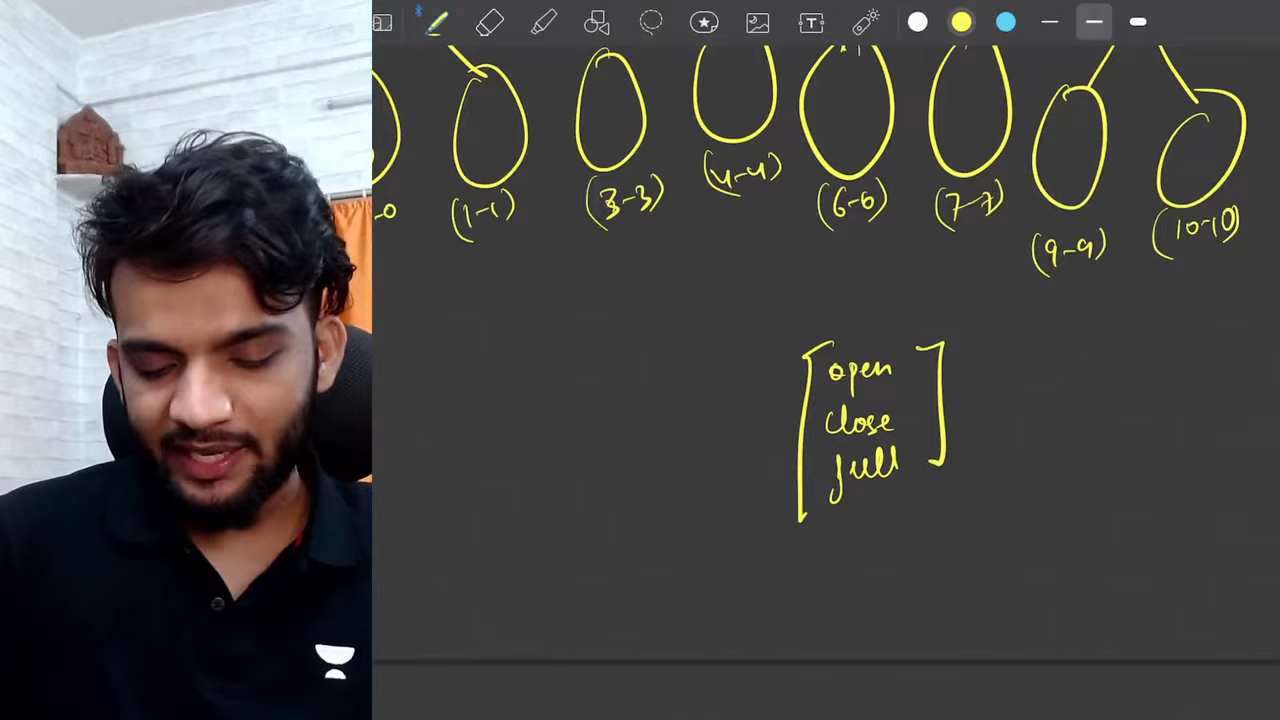 -0
(1-1)
(3-3)
(4-4)
(6-6)
(7-7)
(9-9)
(10-10)
open
close
full